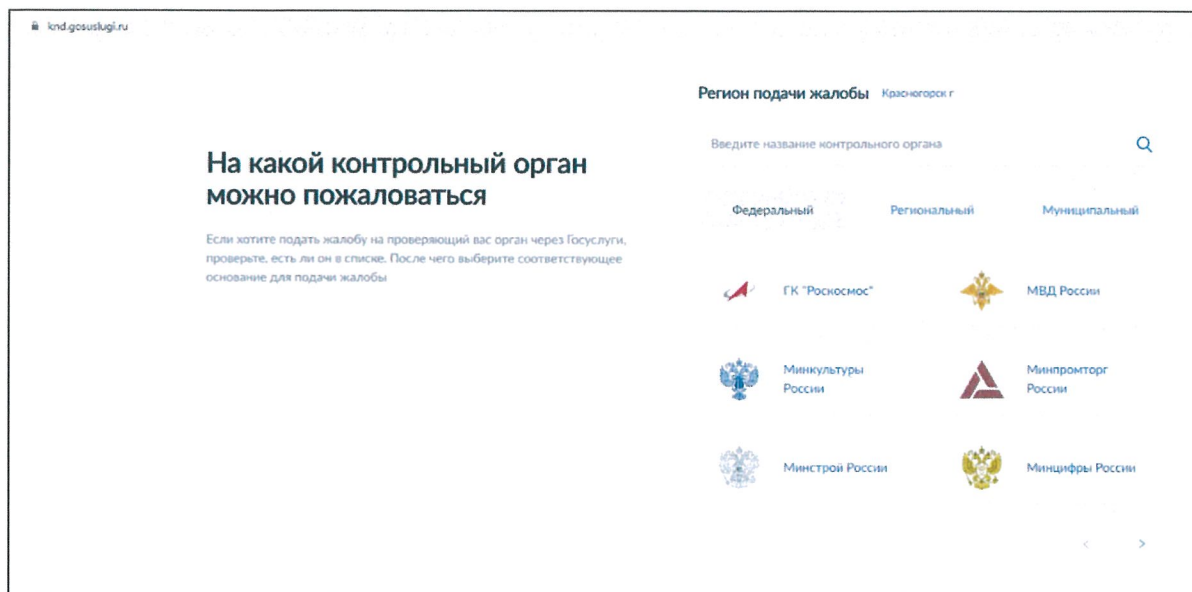 knd.gosuslugi.ru
Регион подачи жалобы Красногорск г
Введите название контрольного органа
На какой контрольный орган
можно пожаловаться
Если хотите подать жалобу на проверяющий вас орган через Госуслуги,
проверьте, есть ли он в списке. После чего выберите соответствующее
основание для подачи жалобы
Федеральный Региональный Муниципальный
ГК "Роскосмос" МВД России
Минкультуры
России
Минпромторг
России
Минстрой России Минцифры России